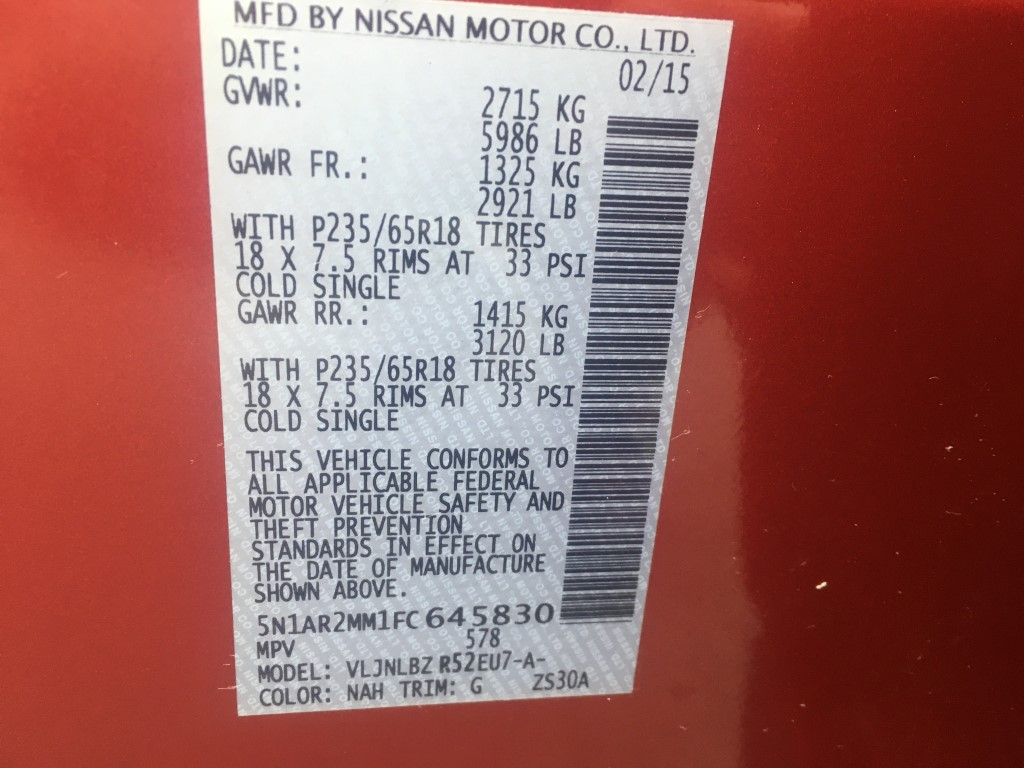 MFD BY NISSAN MOTOR CO., LTD.
DATE: 02/15
GVWR: 2715 KG
5986 LB
GAWR FR.: 1325 KG
2921 LB
WITH P235/65R18 TIRES
18 X 7.5 RIMS AT 33 PSI
COLD SINGLE
GAWR RR.: 1415 KG
3120 LB
WITH P235/65R18 TIRES
18 X 7.5 RIMS AT 33 PSI
COLD SINGLE
THIS VEHICLE CONFORMS TO
ALL APPLICABLE FEDERAL
MOTOR VEHICLE SAFETY AND
THEFT PREVENTION
STANDARDS IN EFFECT ON
THE DATE OF MANUFACTURE
SHOWN ABOVE.
5N1AR2MM1FC645830
MPV 578
MODEL: VLJNLBZ R52EU7-A-
COLOR: NAH TRIM: G ZS30A